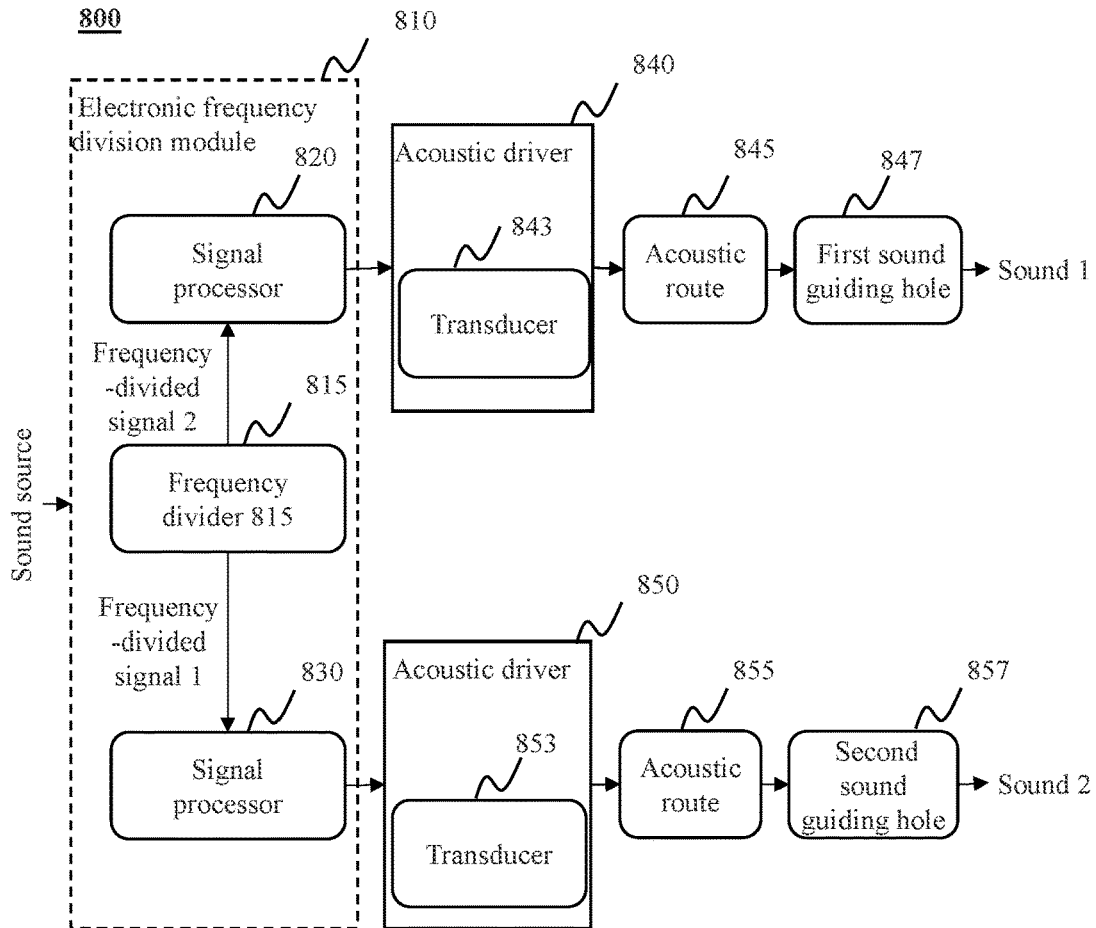 800
810
Electronic frequency
division module
820
Signal
processor
Frequency
-divided
signal 2
815
Frequency
divider 815
Sound source
Frequency
-divided
signal 1
830
Signal
processor
840
Acoustic driver
843
Transducer
845
Acoustic
route
847
First sound
guiding hole
Sound 1
850
Acoustic driver
853
Transducer
855
Acoustic
route
857
Second
sound
guiding hole
Sound 2